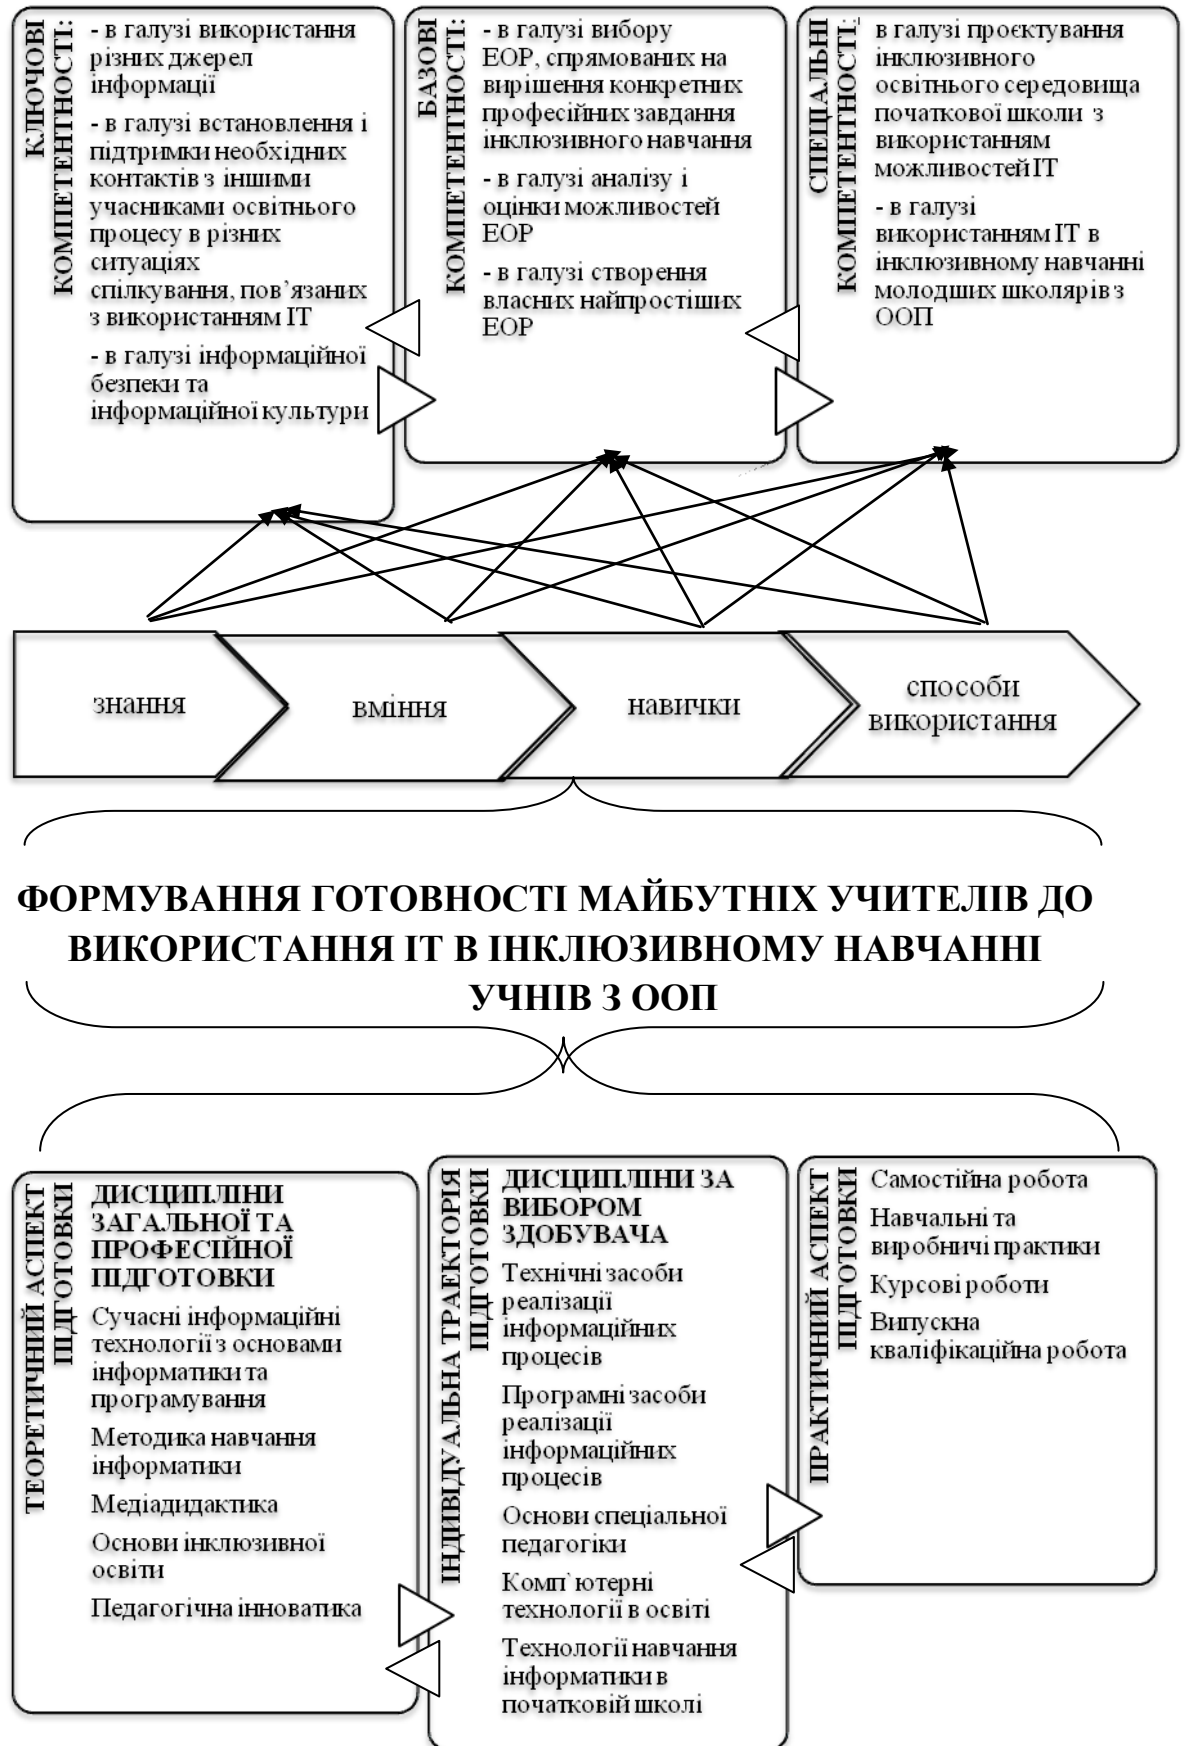 КЛЮЧОВІ
КОМПЕТЕНТНОСТІ:
- в галузі використання
різних джерел
інформації
- в галузі встановлення і
підтримки необхідних
контактів з іншими
учасниками освітнього
процесу в різних
ситуаціях
спілкування, пов’язаних
з використанням ІТ
- в галузі інформаційної
безпеки та
інформаційної культури
БАЗОВІ
КОМПЕТЕНТНОСТІ:
- в галузі вибору
ЕОР, спрямованих на
вирішення конкретних
професійних завдання
інклюзивного навчання
- в галузі аналізу і
оцінки можливостей
ЕОР
- в галузі створення
власних найпростіших
ЕОР
СПЕЦІАЛЬНІ
КОМПЕТЕНТНОСТІ:
в галузі проєктування
інклюзивного
освітнього середовища
початкової школи з
використанням
можливостей ІТ
- в галузі
використанням ІТ в
інклюзивному навчанні
молодших школярів з
ООП
знання
вміння
навички
способи
використання
ФОРМУВАННЯ ГОТОВНОСТІ МАЙБУТНІХ УЧИТЕЛІВ ДО
ВИКОРИСТАННЯ ІТ В ІНКЛЮЗИВНОМУ НАВЧАННІ
УЧНІВ З ООП
ТЕОРЕТИЧНИЙ АСПЕКТ
ПІДГОТОВКИ
ДИСЦИПЛІНИ
ЗАГАЛЬНОЇ ТА
ПРОФЕСІЙНОЇ
ПІДГОТОВКИ
Сучасні інформаційні
технології з основами
інформатики та
програмування
Методика навчання
інформатики
Медіадидактика
Основи інклюзивної
освіти
Педагогічна інноватика
ІНДИВІДУАЛЬНА ТРАЕКТОРІЯ
ПІДГОТОВКИ
ДИСЦИПЛІНИ ЗА
ВИБОРОМ
ЗДОБУВАЧА
Технічні засоби
реалізації
інформаційних
процесів
Програмні засоби
реалізації
інформаційних
процесів
Основи спеціальної
педагогіки
Комп`ютерні
технології в освіті
Технології навчання
інформатики в
початковій школі
ПРАКТИЧНИЙ АСПЕКТ
ПІДГОТОВКИ
Самостійна робота
Навчальні та
виробничі практики
Курсові роботи
Випускна
кваліфікаційна робота